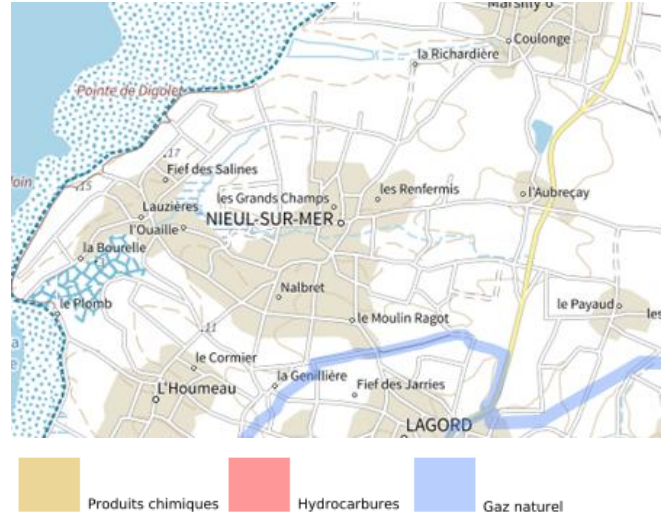 Marsilly
Coulonge
la Richardière
Pointe de Digolet
17
Fief des Salines
15
les Grands Champs
les Renfermis
l'Aubreçay
Lauzières
NIEUL-SUR-MER
l'Ouaille
la Bourelle
Nalbret
le Payaud
le Plomb
le Moulin Ragot
11
le Cormier
la Genillière
Fief des Jarries
L'Houmeau
LAGORD
Produits chimiques
Hydrocarbures
Gaz naturel